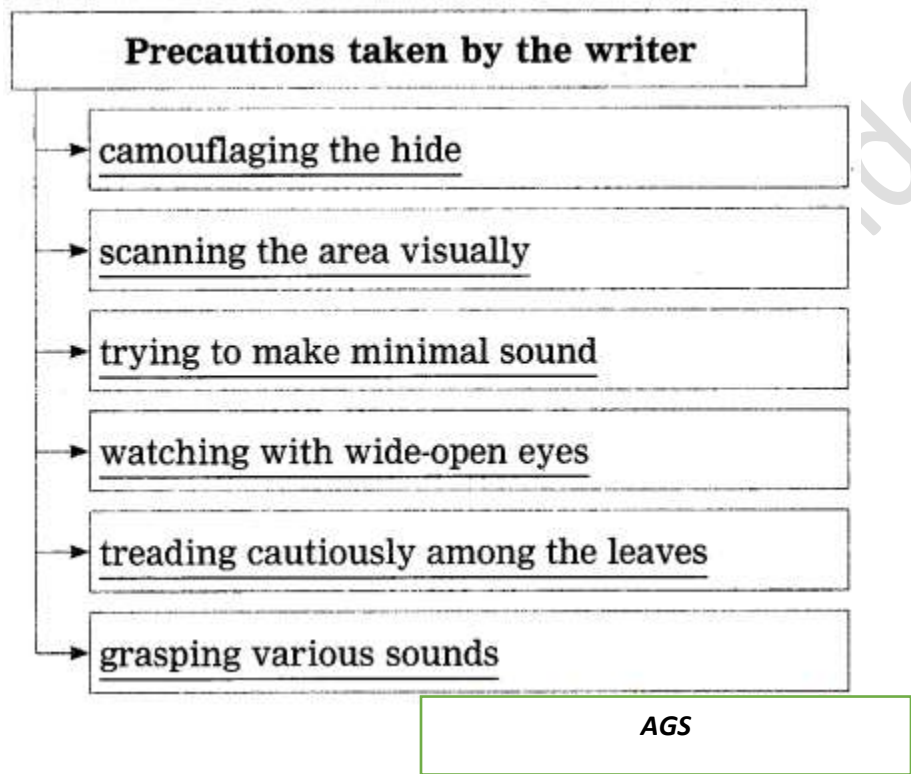 Precautions taken by the writer
camouflaging the hide
scanning the area visually
trying to make minimal sound
watching with wide-open eyes
treading cautiously among the leaves
grasping various sounds
AGS